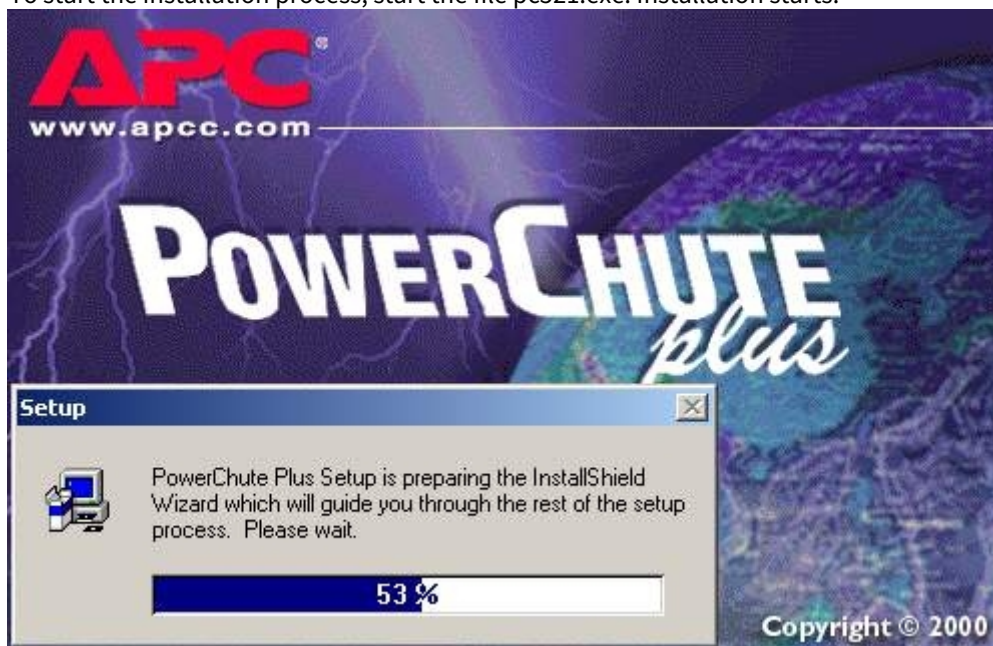 To start the installation process, start the file pc521.exe. Installation starts.
APC®
www.apcc.com
POWERCHUTE
plus
Setup
PowerChute Plus Setup is preparing the InstallShield
Wizard which will guide you through the rest of the setup
process. Please wait.
53 %
Copyright © 2000